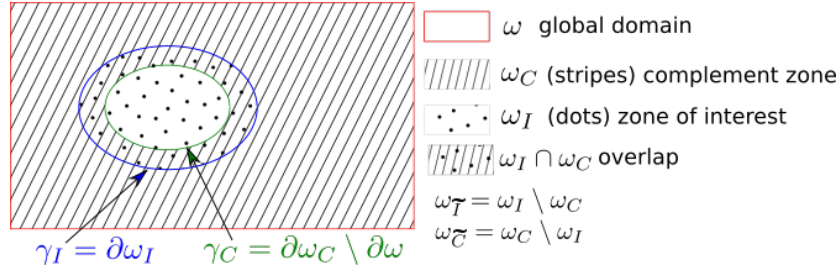 ω global domain
ω_C (stripes) complement zone
ω_I (dots) zone of interest
ω_I ∩ ω_C overlap
ω_Ĩ = ω_I \ ω_C
ω_C̃ = ω_C \ ω_I
γ_I = ∂ω_I
γ_C = ∂ω_C \ ∂ω